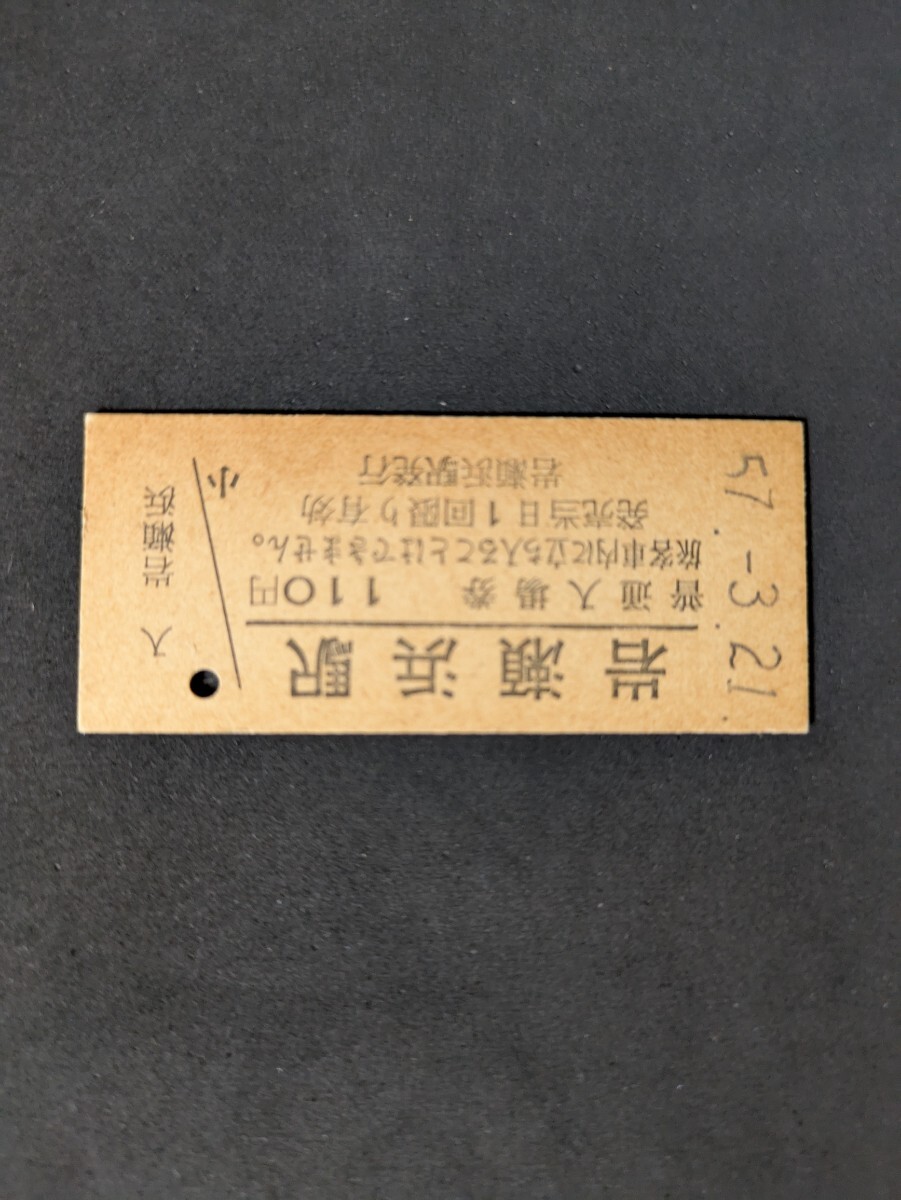 57.-3.21
岩瀬浜駅
普通入場券 110円
旅客車内に立ち入ることはできません。
発売当日1回限り有効
岩瀬浜駅発行
小
入 岩瀬浜